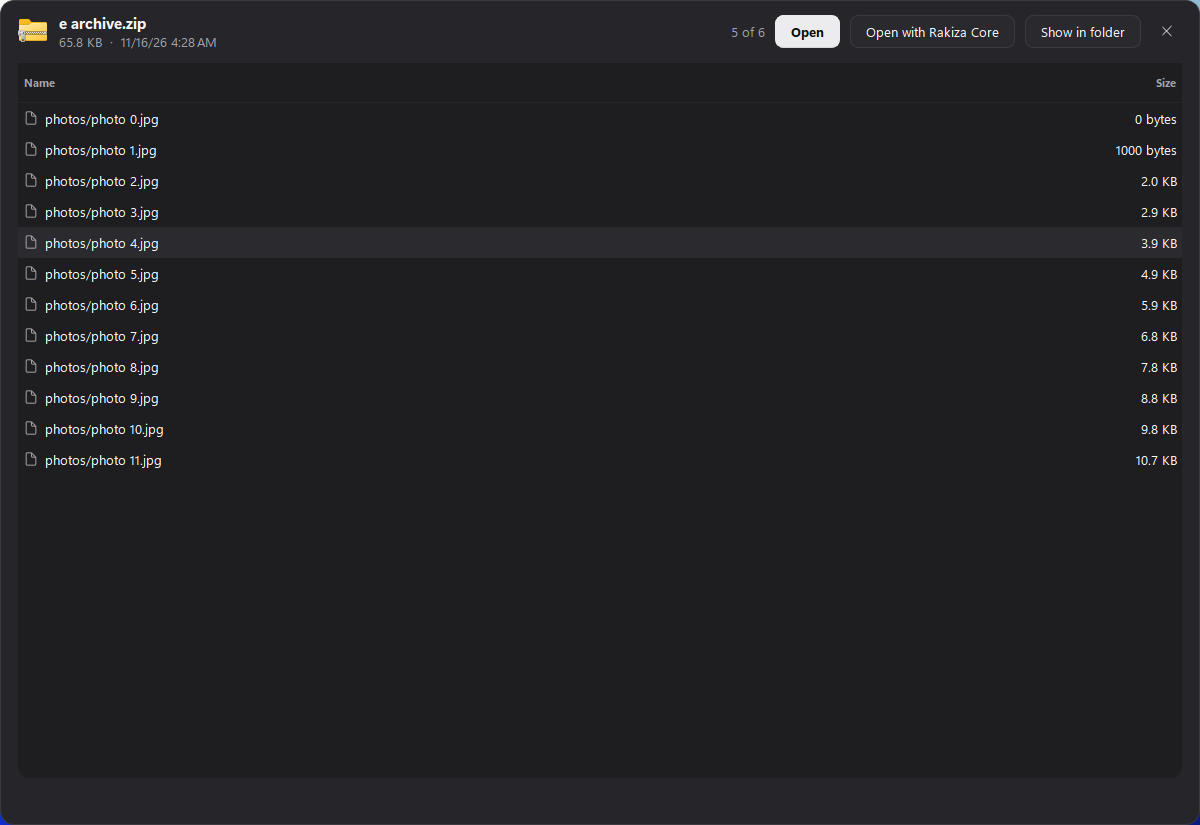 e archive.zip
65.8 KB · 11/16/26 4:28 AM
5 of 6
Open
Open with Rakiza Core
Show in folder
Name Size
photos/photo 0.jpg 0 bytes
photos/photo 1.jpg 1000 bytes
photos/photo 2.jpg 2.0 KB
photos/photo 3.jpg 2.9 KB
photos/photo 4.jpg 3.9 KB
photos/photo 5.jpg 4.9 KB
photos/photo 6.jpg 5.9 KB
photos/photo 7.jpg 6.8 KB
photos/photo 8.jpg 7.8 KB
photos/photo 9.jpg 8.8 KB
photos/photo 10.jpg 9.8 KB
photos/photo 11.jpg 10.7 KB